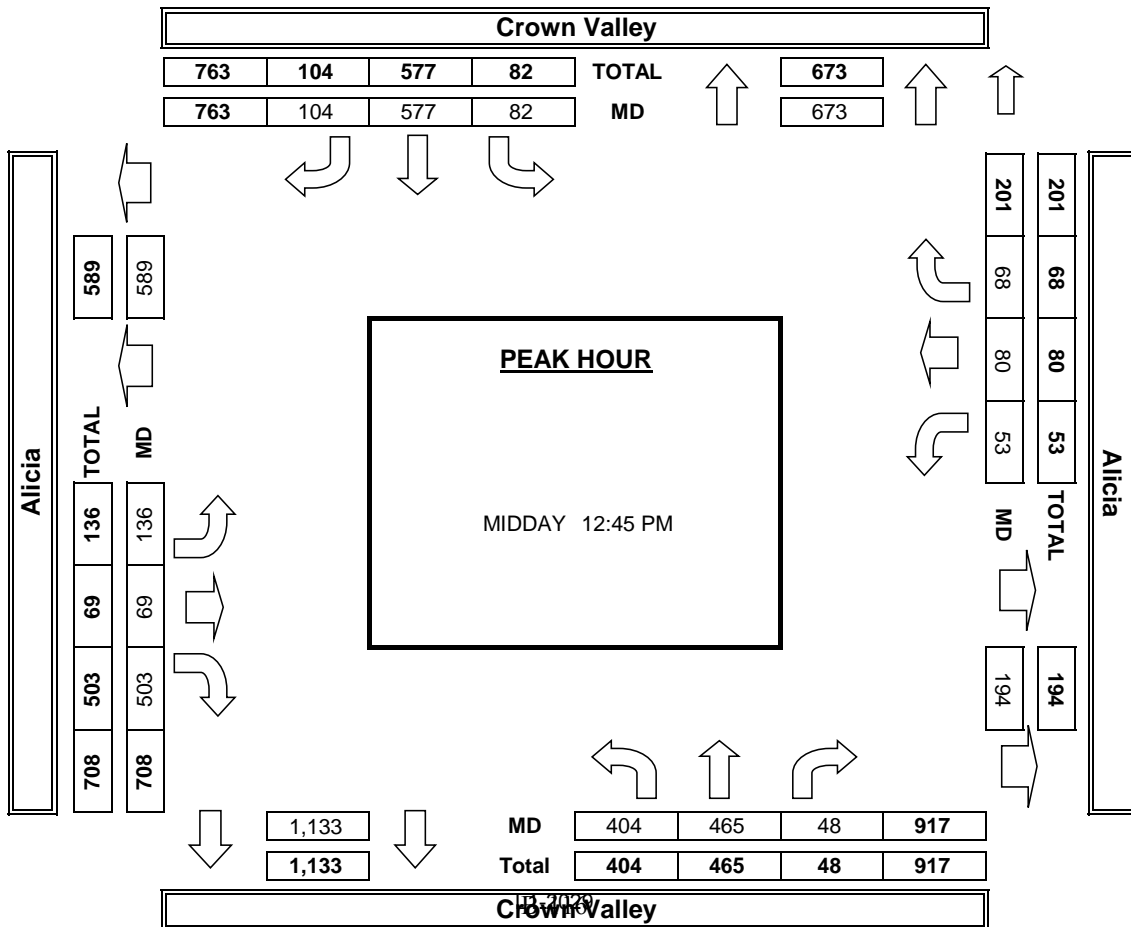 Crown Valley
763 104 577 82 TOTAL 673
763 104 577 82 MD 673
Alicia
589 589
TOTAL MD
136 136
69 69
503 503
708 708
PEAK HOUR
MIDDAY 12:45 PM
201 201
68 68
80 80
53 53
MD TOTAL
194 194
Alicia
1,133 MD 404 465 48 917
1,133 Total 404 465 48 917
Crown Valley